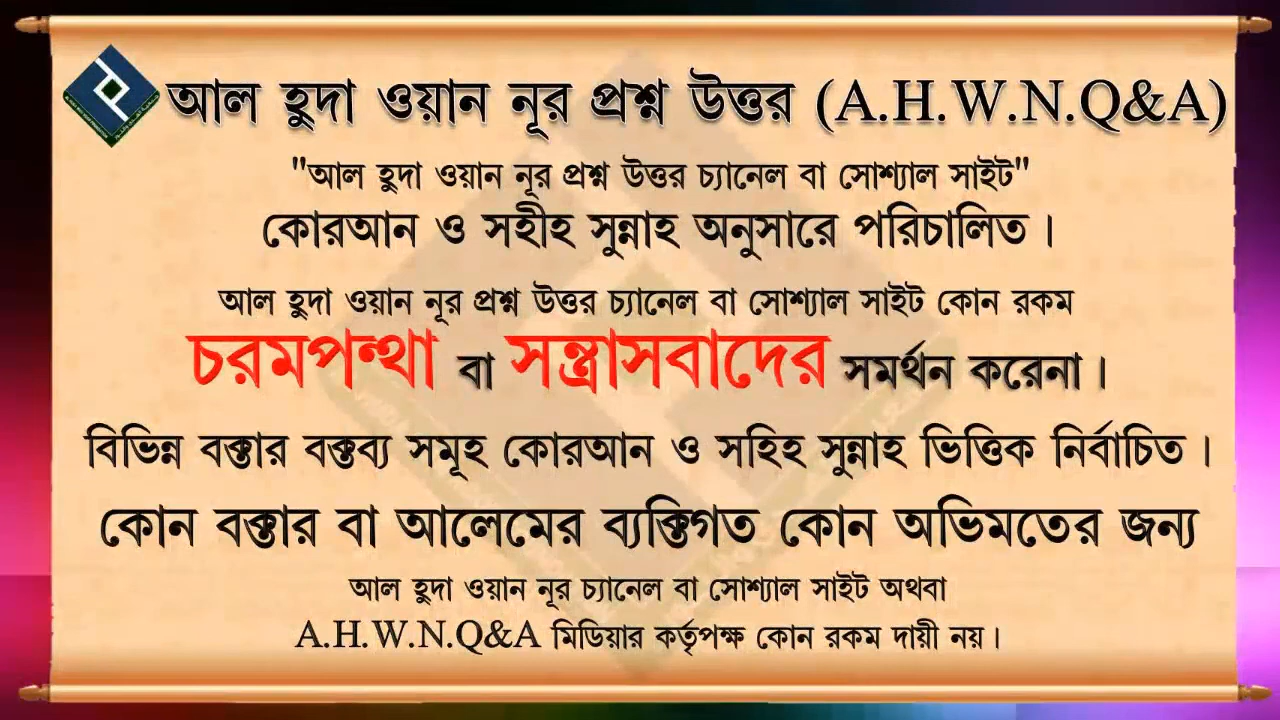 আল হুদা ওয়ান নূর প্রশ্ন উত্তর (A.H.W.N.Q&A)
"আল হুদা ওয়ান নূর প্রশ্ন উত্তর চ্যানেল বা সোশ্যাল সাইট"
কোরআন ও সহীহ সুন্নাহ অনুসারে পরিচালিত।
আল হুদা ওয়ান নূর প্রশ্ন উত্তর চ্যানেল বা সোশ্যাল সাইট কোন রকম
চরমপন্থা বা সন্ত্রাসবাদের সমর্থন করেনা।
বিভিন্ন বক্তার বক্তব্য সমূহ কোরআন ও সহিহ সুন্নাহ ভিত্তিক নির্বাচিত।
কোন বক্তার বা আলেমের ব্যক্তিগত কোন অভিমতের জন্য
আল হুদা ওয়ান নূর চ্যানেল বা সোশ্যাল সাইট অথবা
A.H.W.N.Q&A মিডিয়ার কর্তৃপক্ষ কোন রকম দায়ী নয়।